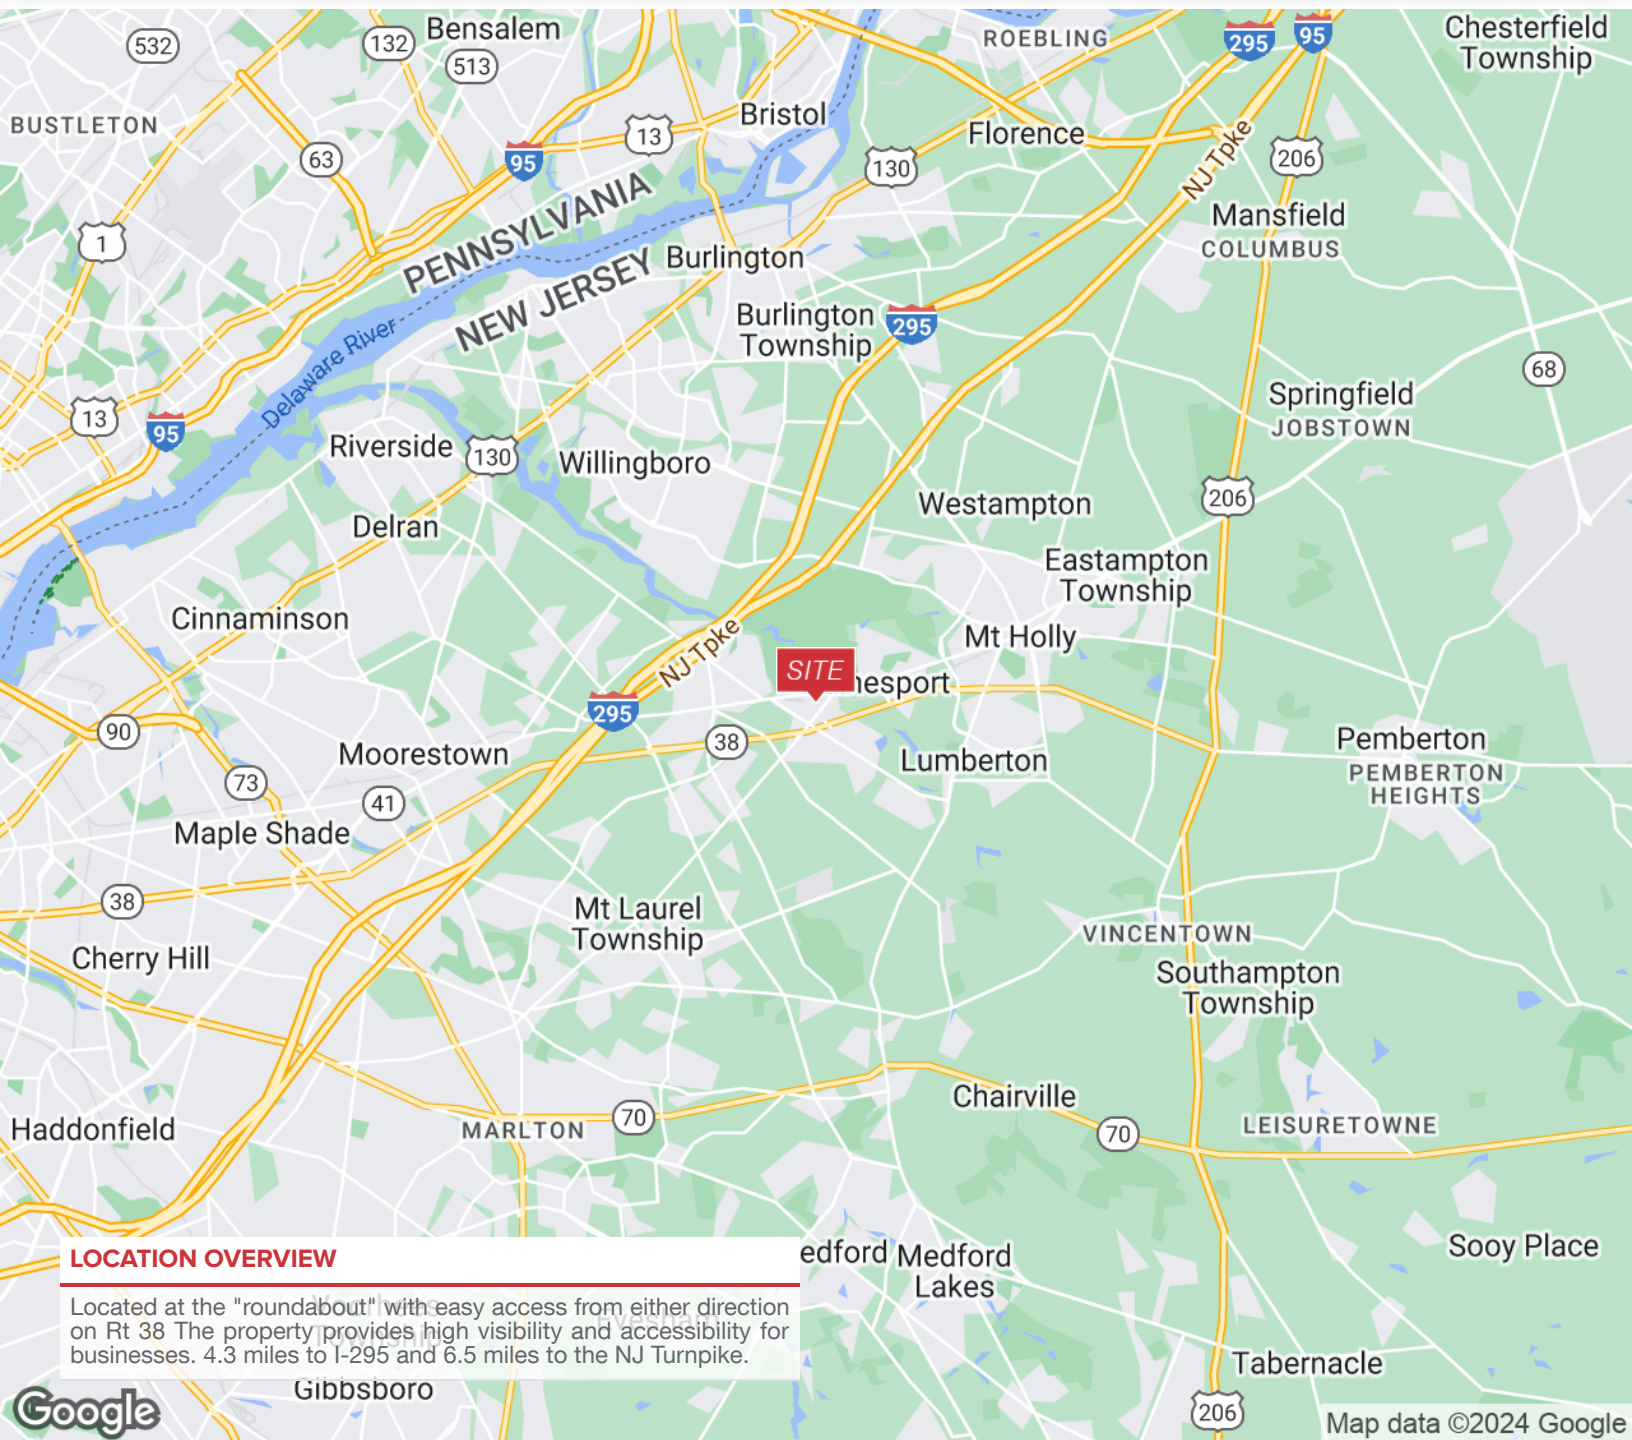 532
132
Bensalem
513
ROEBLING
295
95
Chesterfield
Township
BUSTLETON
63
95
13
Bristol
130
Florence
NJ Tpke
206
1
PENNSYLVANIA
NEW JERSEY
Burlington
Mansfield
COLUMBUS
Burlington
Township
295
Delaware River
68
13
95
Springfield
JOBSTOWN
Riverside
130
Willingboro
206
Westampton
Delran
Eastampton
Township
Cinnaminson
Mt Holly
NJ Tpke
SITE
nesport
295
90
38
Moorestown
Lumberton
Pemberton
PEMBERTON
HEIGHTS
73
41
Maple Shade
38
Mt Laurel
Township
VINCENTOWN
Cherry Hill
Southampton
Township
Chairville
70
70
Haddonfield
MARLTON
LEISURETOWNE
Sooy Place
edford
Medford
Lakes
LOCATION OVERVIEW
Located at the "roundabout" with easy access from either direction
on Rt 38 The property provides high visibility and accessibility for
businesses. 4.3 miles to I-295 and 6.5 miles to the NJ Turnpike.
Voorhees
Township
Evesham
Tabernacle
Gibbsboro
206
Google
Map data ©2024 Google